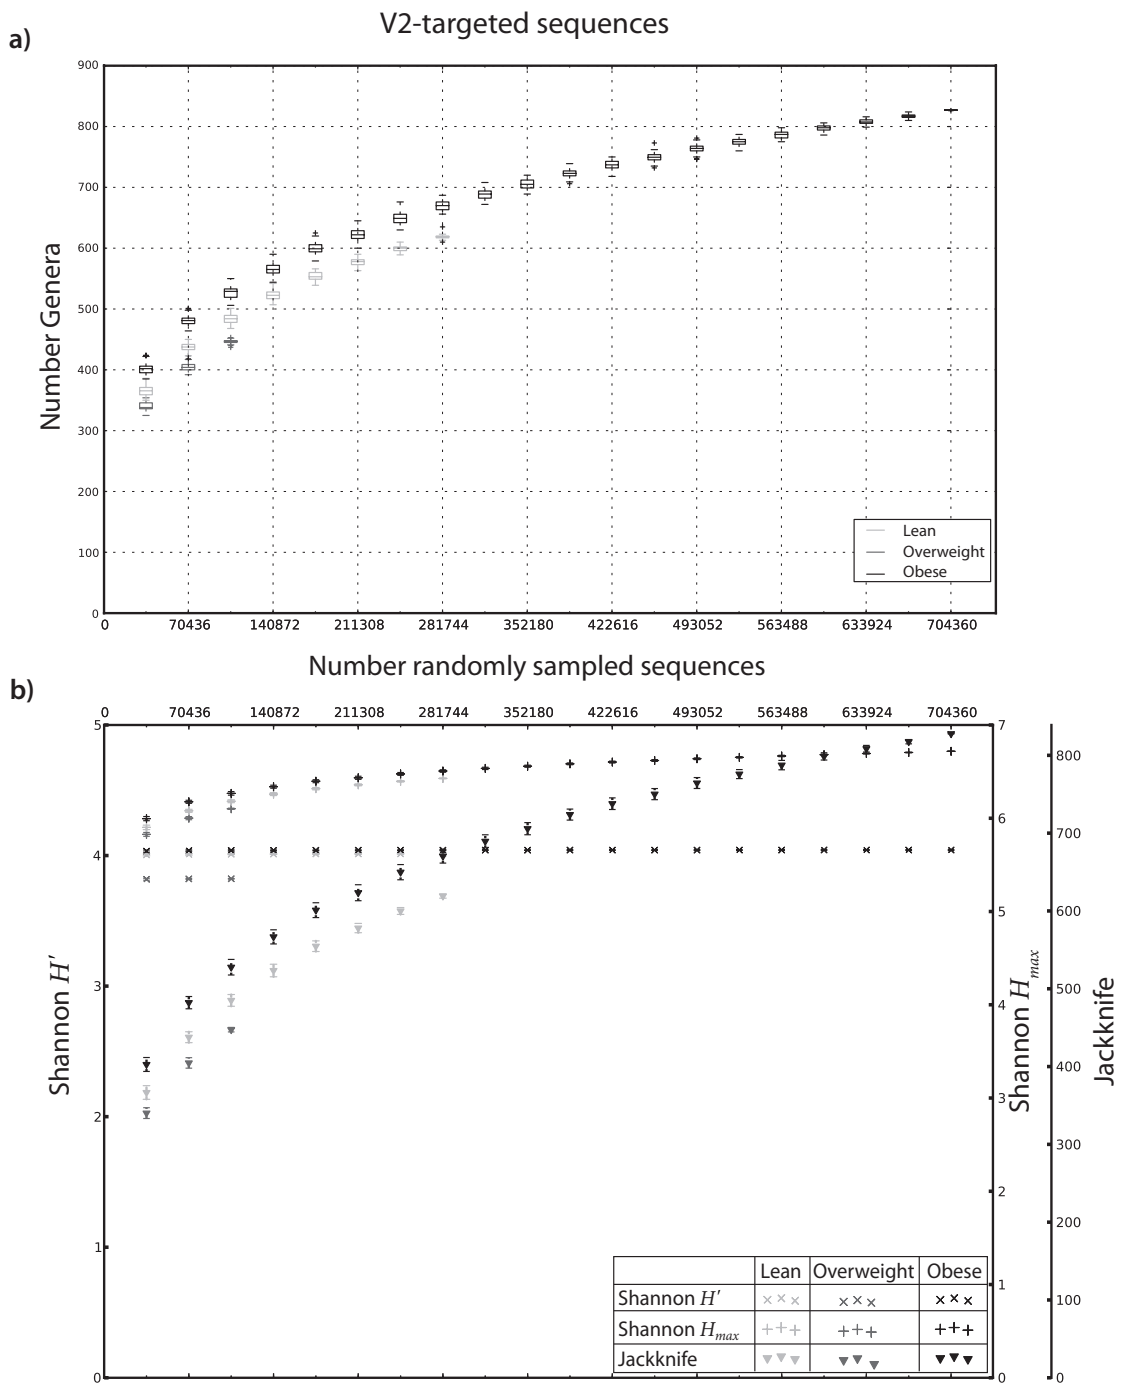 V2-targeted sequences
a)
900
800
700
600
500
400
300
200
100
0
Number Genera
Lean
Overweight
Obese
0 70436 140872 211308 281744 352180 422616 493052 563488 633924 704360
Number randomly sampled sequences
b)
0 70436 140872 211308 281744 352180 422616 493052 563488 633924 704360
5
4
3
2
1
0
Shannon H′
7
6
5
4
3
2
1
0
Shannon Hmax
800
700
600
500
400
300
200
100
0
Jackknife
Lean Overweight Obese
Shannon H′
Shannon Hmax
Jackknife